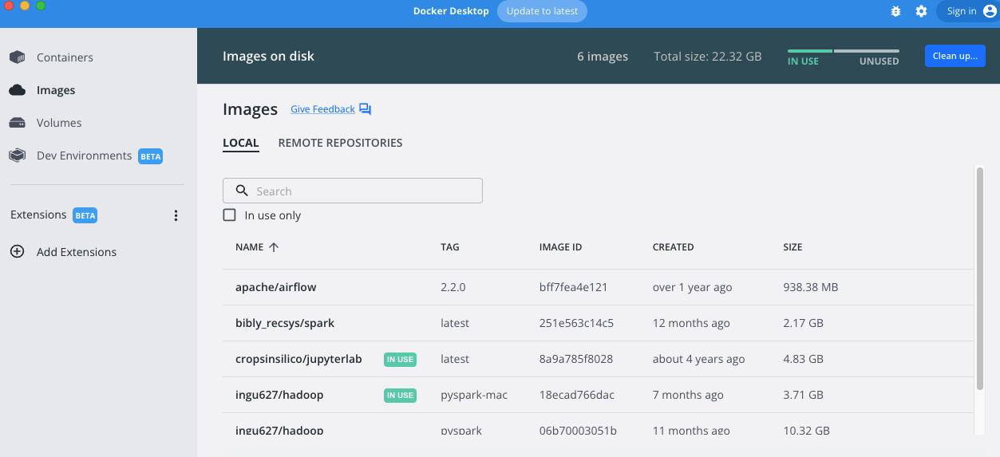 Docker Desktop Update to latest Sign in
Containers
Images
Volumes
Dev Environments BETA
Extensions BETA
Add Extensions
Images on disk 6 images Total size: 22.32 GB IN USE UNUSED Clean up...
Images Give Feedback
LOCAL REMOTE REPOSITORIES
Search
In use only
NAME TAG IMAGE ID CREATED SIZE
apache/airflow 2.2.0 bff7fea4e121 over 1 year ago 938.38 MB
bibly_recsys/spark latest 251e563c14c5 12 months ago 2.17 GB
cropsinsilico/jupyterlab IN USE latest 8a9a785f8028 about 4 years ago 4.83 GB
ingu627/hadoop IN USE pyspark-mac 18ecad766dac 7 months ago 3.71 GB
ingu627/hadoop pyspark 06b70003051b 11 months ago 10.32 GB